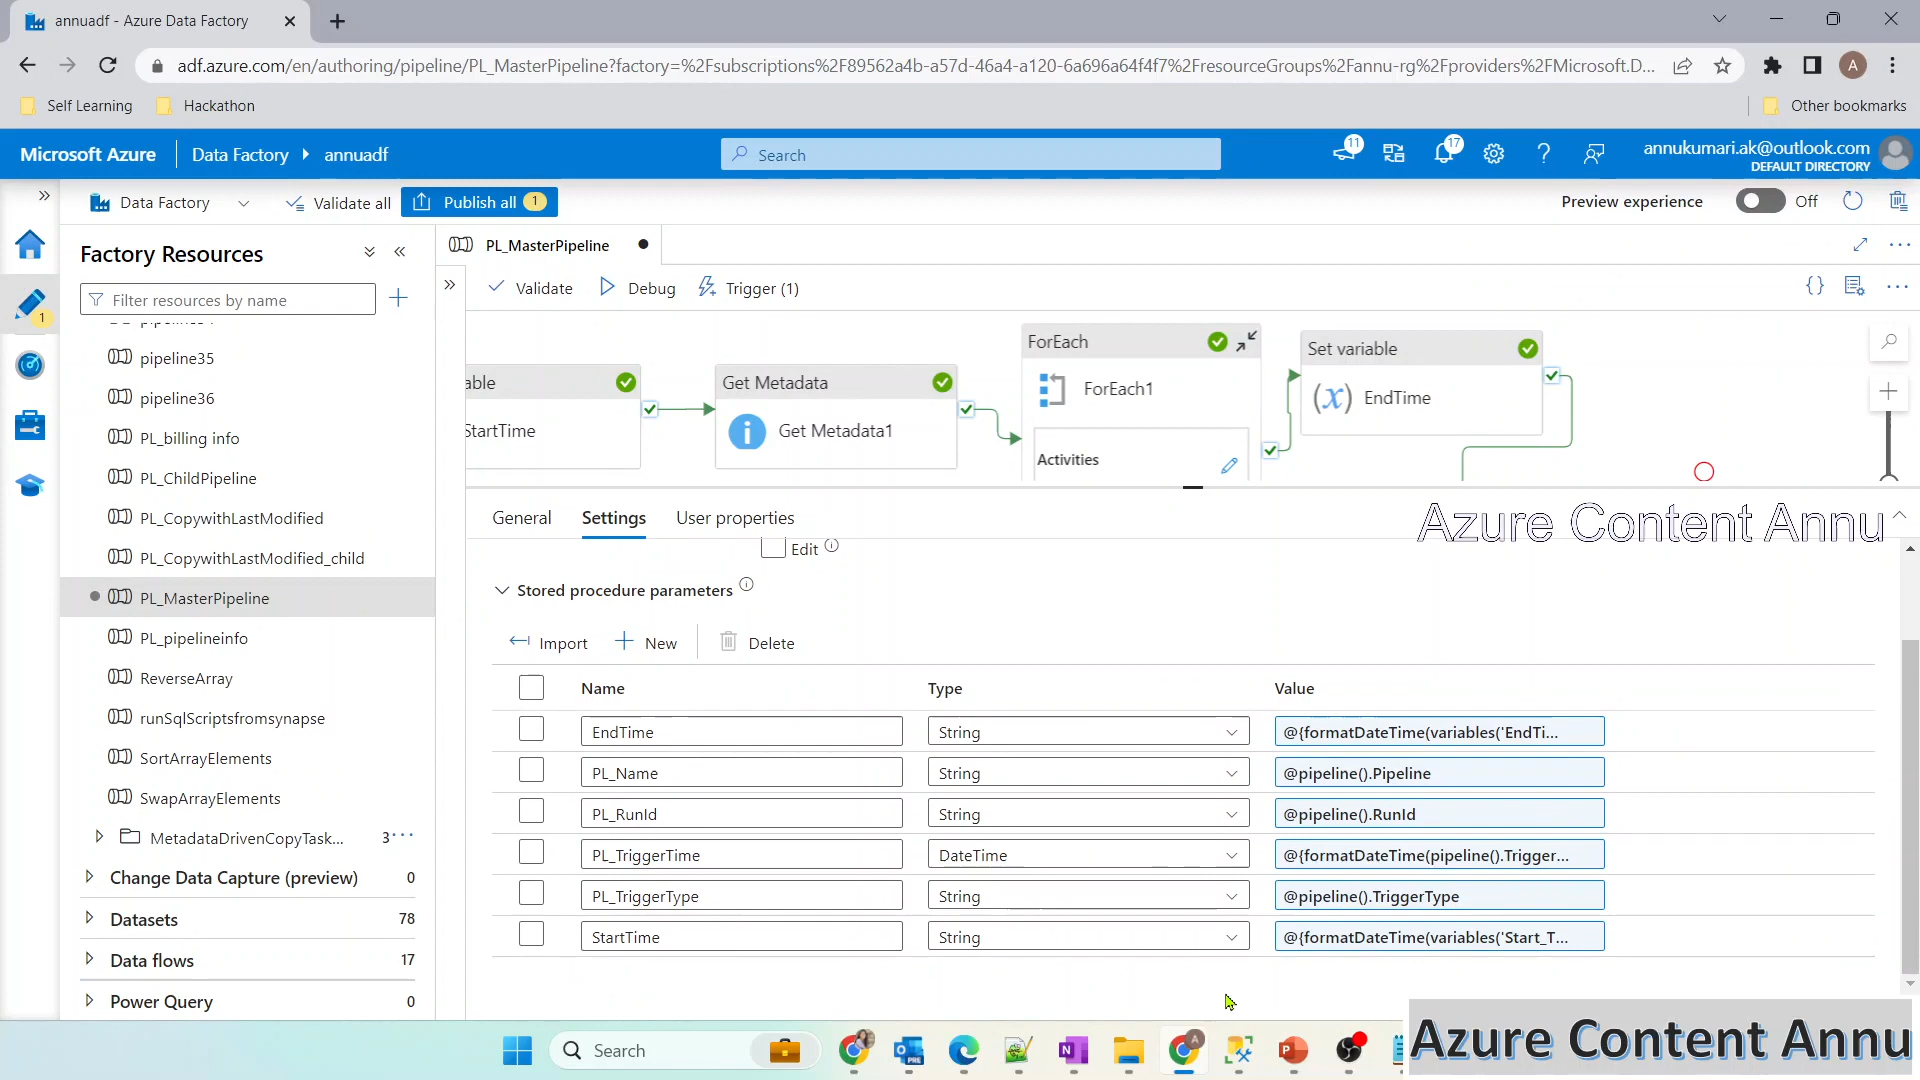 annuadf - Azure Data Factory
adf.azure.com/en/authoring/pipeline/PL_MasterPipeline?factory=%2Fsubscriptions%2F89562a4b-a57d-46a4-a120-6a696a64f4f7%2FresourceGroups%2Fannu-rg%2Fproviders%2FMicrosoft.D...
A
Self Learning
Hackathon
Other bookmarks
Microsoft Azure
Data Factory
annuadf
Search
11
17
annukumari.ak@outlook.com
DEFAULT DIRECTORY
Data Factory
Validate all
Publish all 1
Preview experience
Off
1
Factory Resources
Filter resources by name
pipeline35
pipeline36
PL_billing info
PL_ChildPipeline
PL_CopywithLastModified
PL_CopywithLastModified_child
PL_MasterPipeline
PL_pipelineinfo
ReverseArray
runSqlScriptsfromsynapse
SortArrayElements
SwapArrayElements
MetadataDrivenCopyTask... 3
Change Data Capture (preview) 0
Datasets 78
Data flows 17
Power Query 0
PL_MasterPipeline
Validate
Debug
Trigger (1)
able
StartTime
Get Metadata
Get Metadata1
ForEach
ForEach1
Activities
Set variable
(x) EndTime
General
Settings
User properties
Azure Content Annu
Edit
Stored procedure parameters
Import
New
Delete
Name Type Value
EndTime String @{formatDateTime(variables('EndTi...
PL_Name String @pipeline().Pipeline
PL_RunId String @pipeline().RunId
PL_TriggerTime DateTime @{formatDateTime(pipeline().Trigger...
PL_TriggerType String @pipeline().TriggerType
StartTime String @{formatDateTime(variables('Start_T...
Search
Azure Content Annu